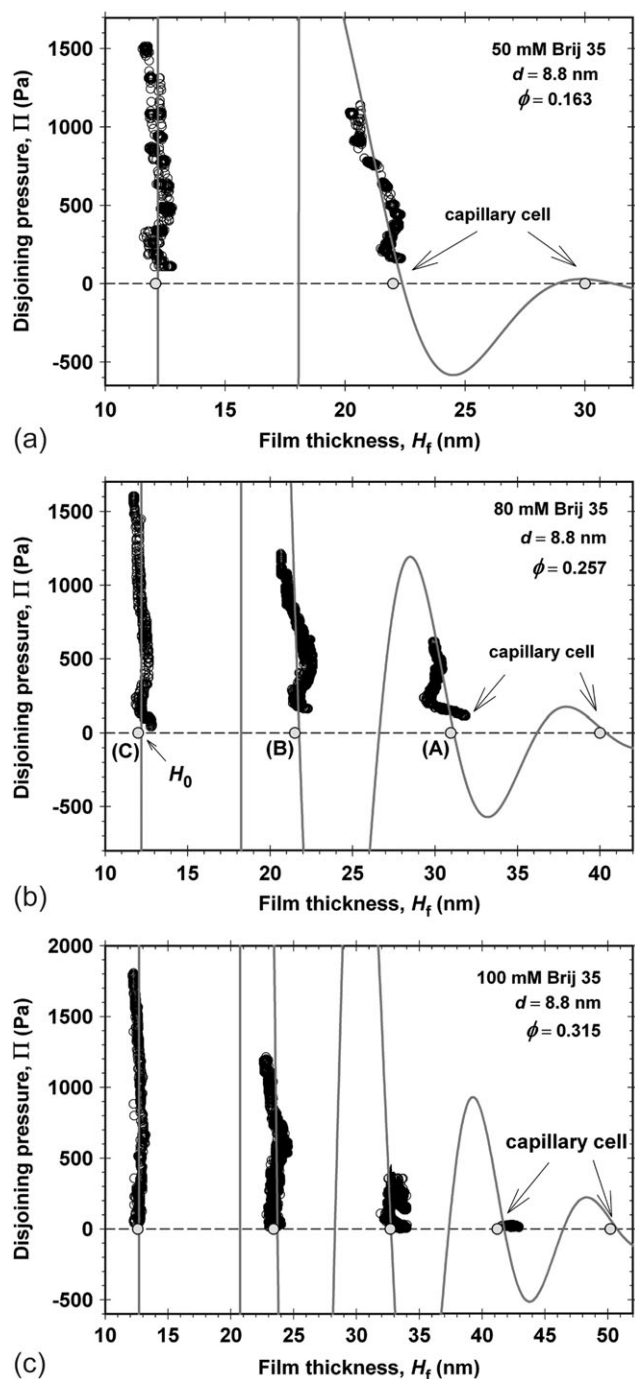 50 mM Brij 35
d = 8.8 nm
ϕ = 0.163
capillary cell
Disjoining pressure, Π (Pa)
1500
1000
500
0
-500
10 15 20 25 30
Film thickness, Hf (nm)
(a)
80 mM Brij 35
d = 8.8 nm
ϕ = 0.257
capillary cell
Disjoining pressure, Π (Pa)
1500
1000
500
0
-500
(C) (B) (A)
H0
10 15 20 25 30 35 40
Film thickness, Hf (nm)
(b)
100 mM Brij 35
d = 8.8 nm
ϕ = 0.315
capillary cell
Disjoining pressure, Π (Pa)
2000
1500
1000
500
0
-500
10 15 20 25 30 35 40 45 50
Film thickness, Hf (nm)
(c)